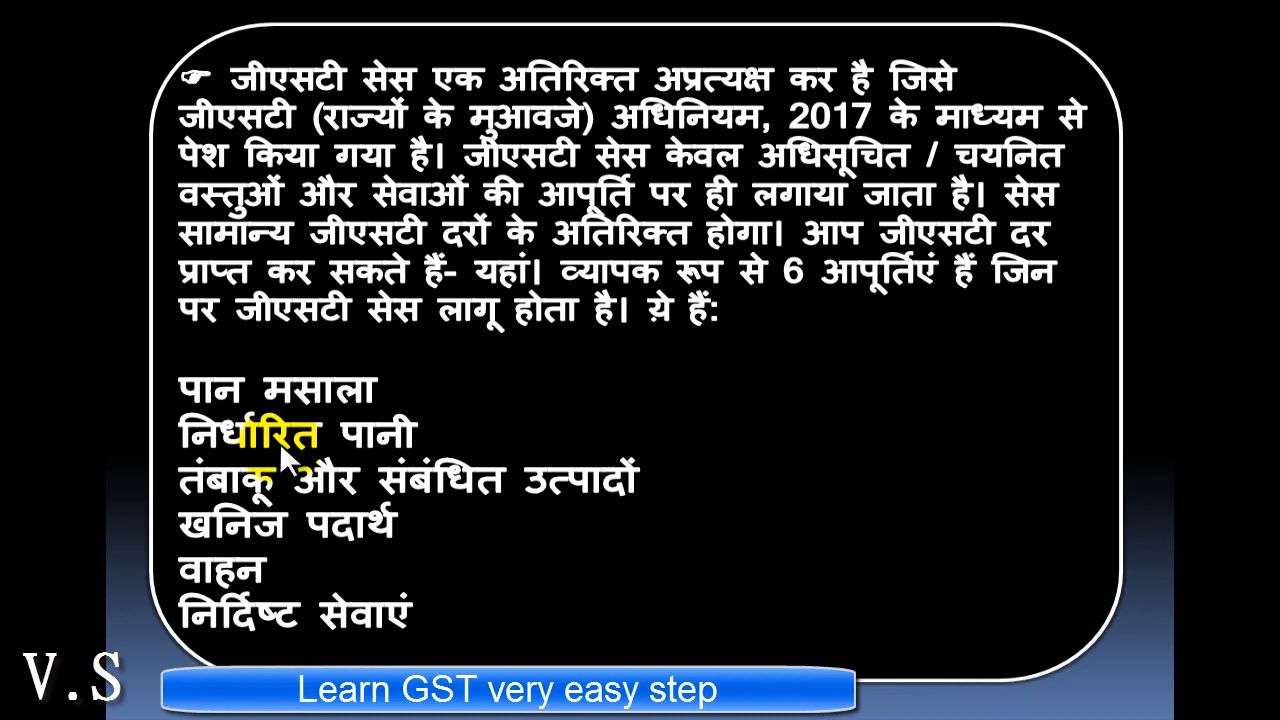 ☞ जीएसटी सेस एक अतिरिक्त अप्रत्यक्ष कर है जिसे
जीएसटी (राज्यों के मुआवजे) अधिनियम, 2017 के माध्यम से
पेश किया गया है। जीएसटी सेस केवल अधिसूचित / चयनित
वस्तुओं और सेवाओं की आपूर्ति पर ही लगाया जाता है। सेस
सामान्य जीएसटी दरों के अतिरिक्त होगा। आप जीएसटी दर
प्राप्त कर सकते हैं- यहां। व्यापक रूप से 6 आपूर्तिएं हैं जिन
पर जीएसटी सेस लागू होता है। य़े हैं:
पान मसाला
निर्धारित पानी
तंबाकू और संबंधित उत्पादों
खनिज पदार्थ
वाहन
निर्दिष्ट सेवाएं
V.S
Learn GST very easy step